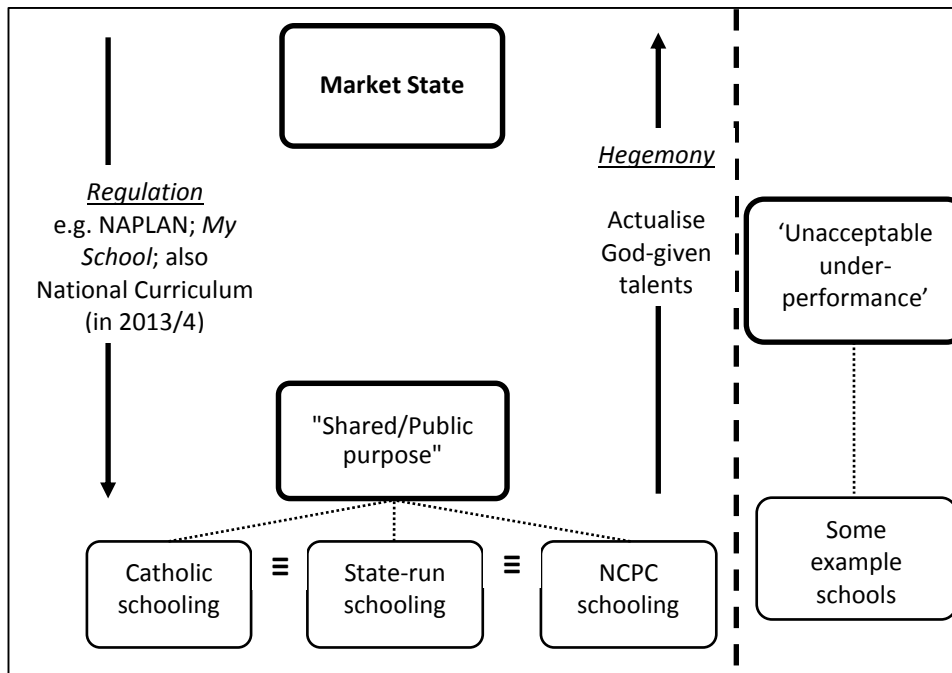 Market State
Regulation
e.g. NAPLAN; My
School; also
National Curriculum
(in 2013/4)
Hegemony
Actualise
God-given
talents
‘Unacceptable
under-
performance’
"Shared/Public
purpose"
Catholic
schooling
≡
State-run
schooling
≡
NCPC
schooling
Some
example
schools